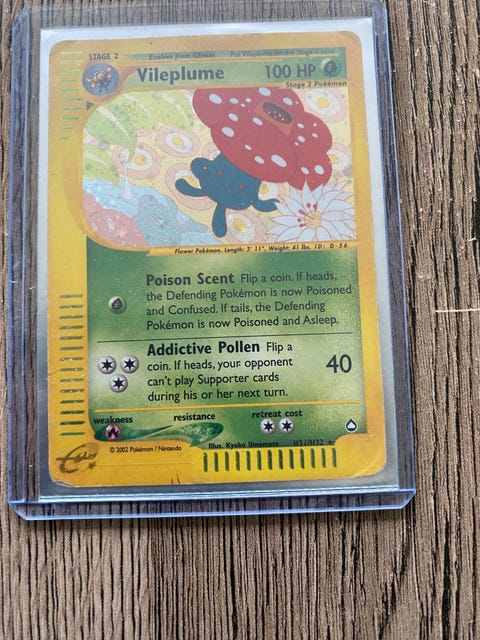 STAGE 2 Evolves from Gloom Put Vileplume on the Stage 1 card
Vileplume 100 HP
Stage 2 Pokémon
Flower Pokémon. Length: 3' 11", Weight: 41 lbs. ID: D-56
Poison Scent Flip a coin. If heads,
the Defending Pokémon is now Poisoned
and Confused. If tails, the Defending
Pokémon is now Poisoned and Asleep.
Addictive Pollen Flip a
coin. If heads, your opponent 40
can't play Supporter cards
during his or her next turn.
weakness resistance retreat cost
© 2002 Pokémon / Nintendo Illus. Kyoko Umemoto H31/H32 ★